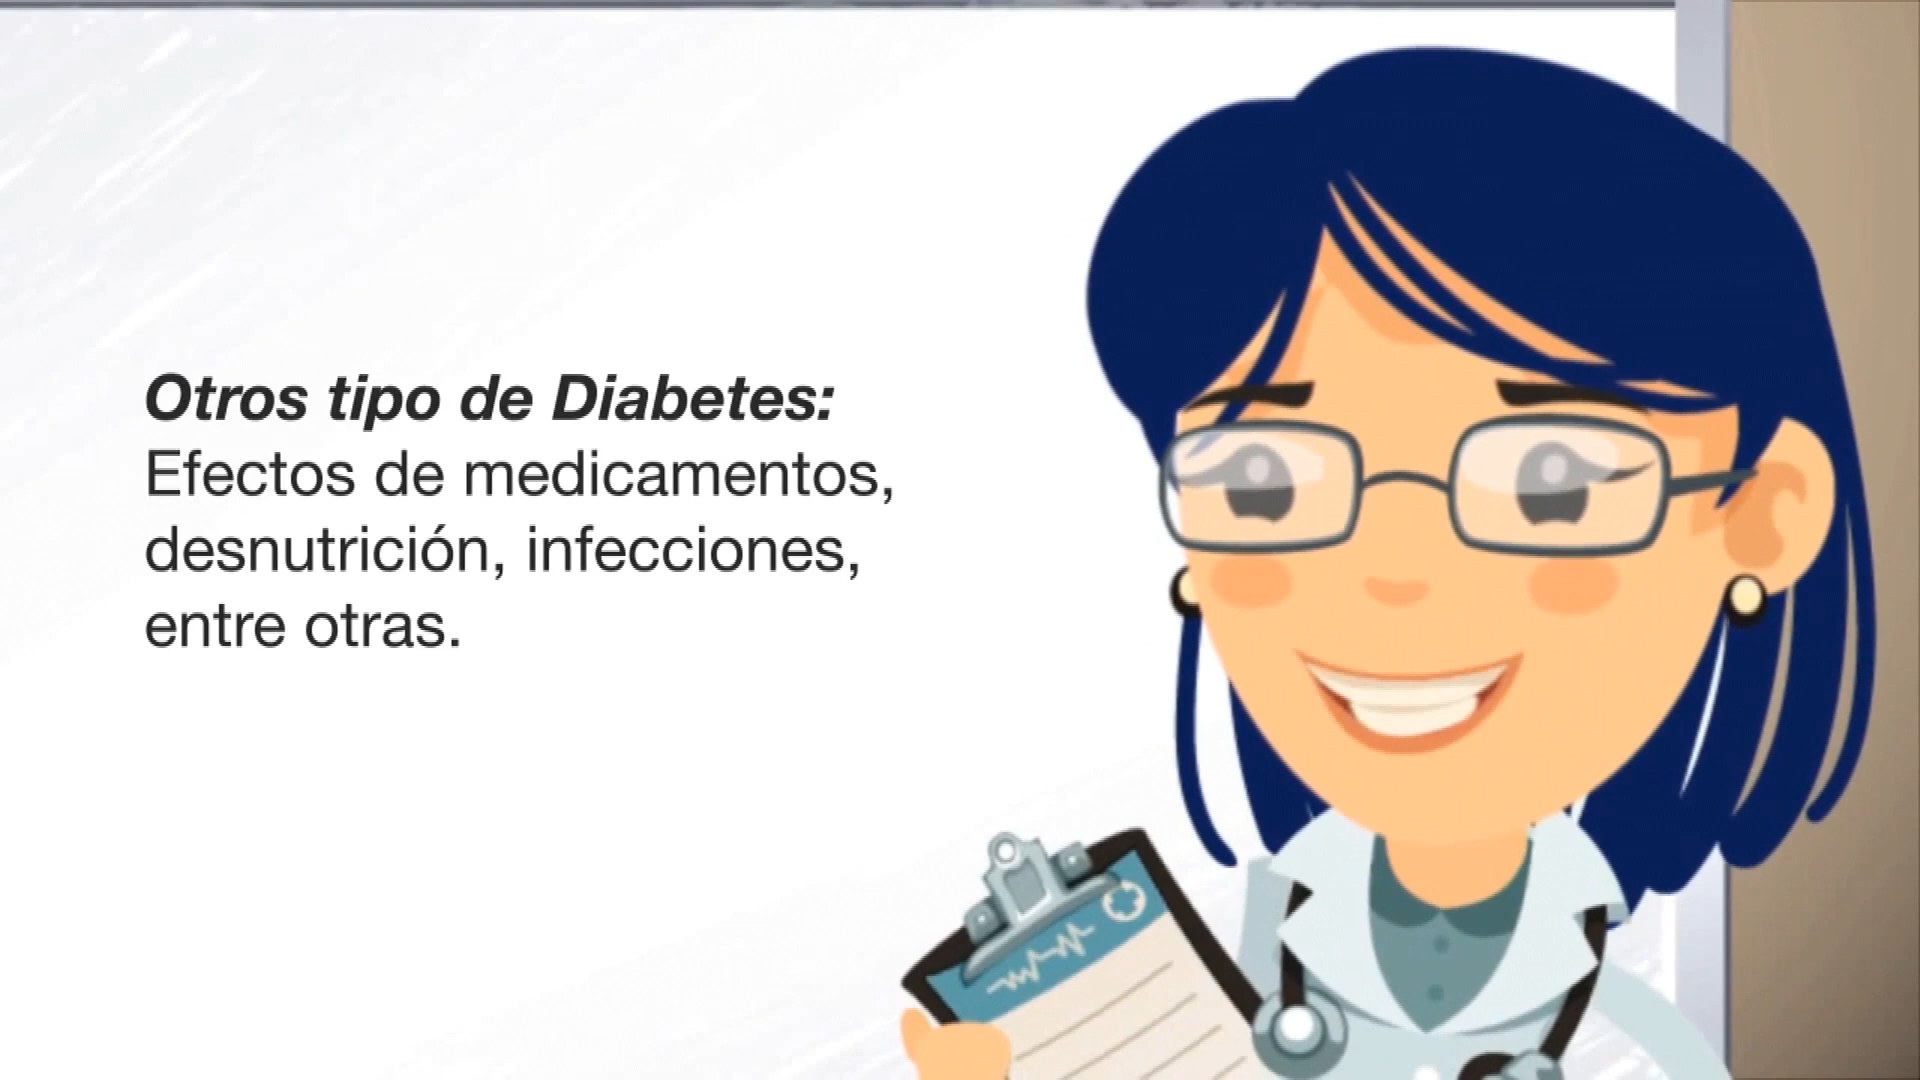 Otros tipo de Diabetes:
Efectos de medicamentos,
desnutrición, infecciones,
entre otras.